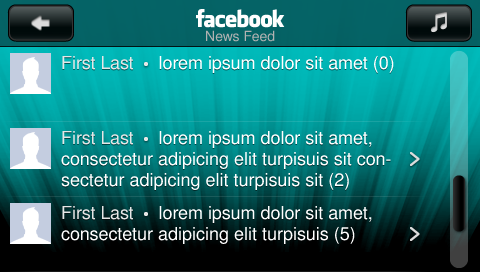 facebook
News Feed
First Last • lorem ipsum dolor sit amet (0)
First Last • lorem ipsum dolor sit amet,
consectetur adipicing elit turpisuis sit con-
sectetur adipicing elit turpisuis sit (2)
First Last • lorem ipsum dolor sit amet,
consectetur adipicing elit turpisuis (5)